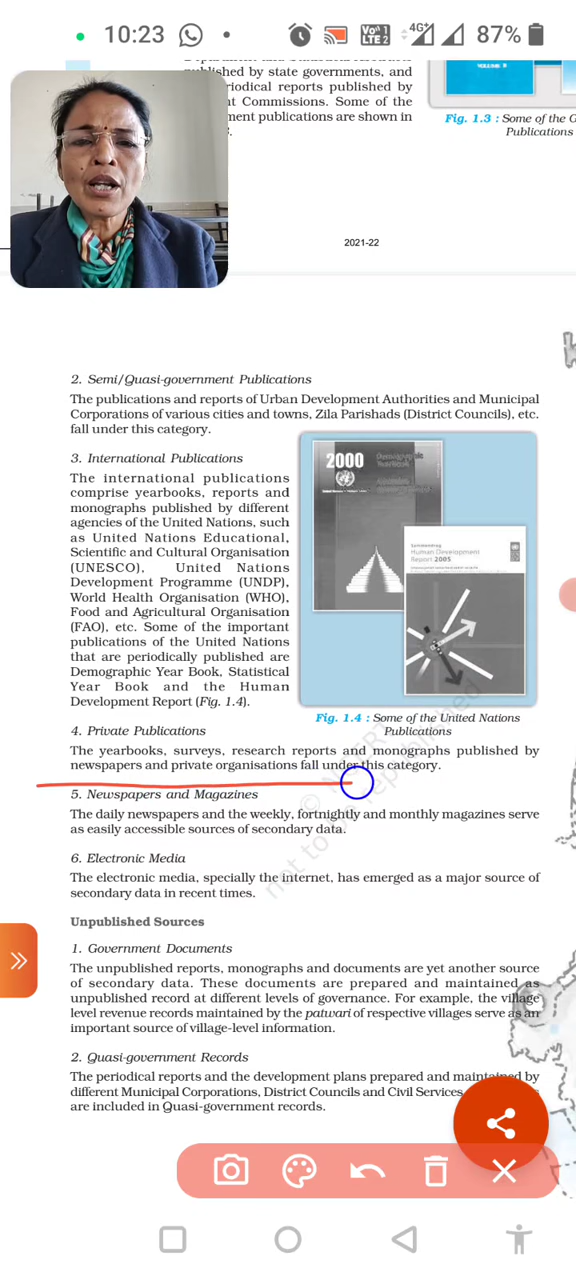 10:23
Vo 1
LTE 2
4G+
87%
published by state governments, and
periodical reports published by
Commissions. Some of the
publications are shown in
VOLUME
Fig. 1.3 : Some of the G
Publications
2021-22
2. Semi/Quasi-government Publications
The publications and reports of Urban Development Authorities and Municipal
Corporations of various cities and towns, Zila Parishads (District Councils), etc.
fall under this category.
3. International Publications
The international publications
comprise yearbooks, reports and
monographs published by different
agencies of the United Nations, such
as United Nations Educational,
Scientific and Cultural Organisation
(UNESCO), United Nations
Development Programme (UNDP),
World Health Organisation (WHO),
Food and Agricultural Organisation
(FAO), etc. Some of the important
publications of the United Nations
that are periodically published are
Demographic Year Book, Statistical
Year Book and the Human
Development Report (Fig. 1.4).
2000
Demographic
Yearbook
Human Development
Report 2005
Fig. 1.4 : Some of the United Nations
Publications
4. Private Publications
The yearbooks, surveys, research reports and monographs published by
newspapers and private organisations fall under this category.
5. Newspapers and Magazines
The daily newspapers and the weekly, fortnightly and monthly magazines serve
as easily accessible sources of secondary data.
6. Electronic Media
The electronic media, specially the internet, has emerged as a major source of
secondary data in recent times.
Unpublished Sources
1. Government Documents
The unpublished reports, monographs and documents are yet another source
of secondary data. These documents are prepared and maintained as
unpublished record at different levels of governance. For example, the village
level revenue records maintained by the patwari of respective villages serve as an
important source of village-level information.
2. Quasi-government Records
The periodical reports and the development plans prepared and maintained by
different Municipal Corporations, District Councils and Civil Services
are included in Quasi-government records.
© NCERT
not to be republished